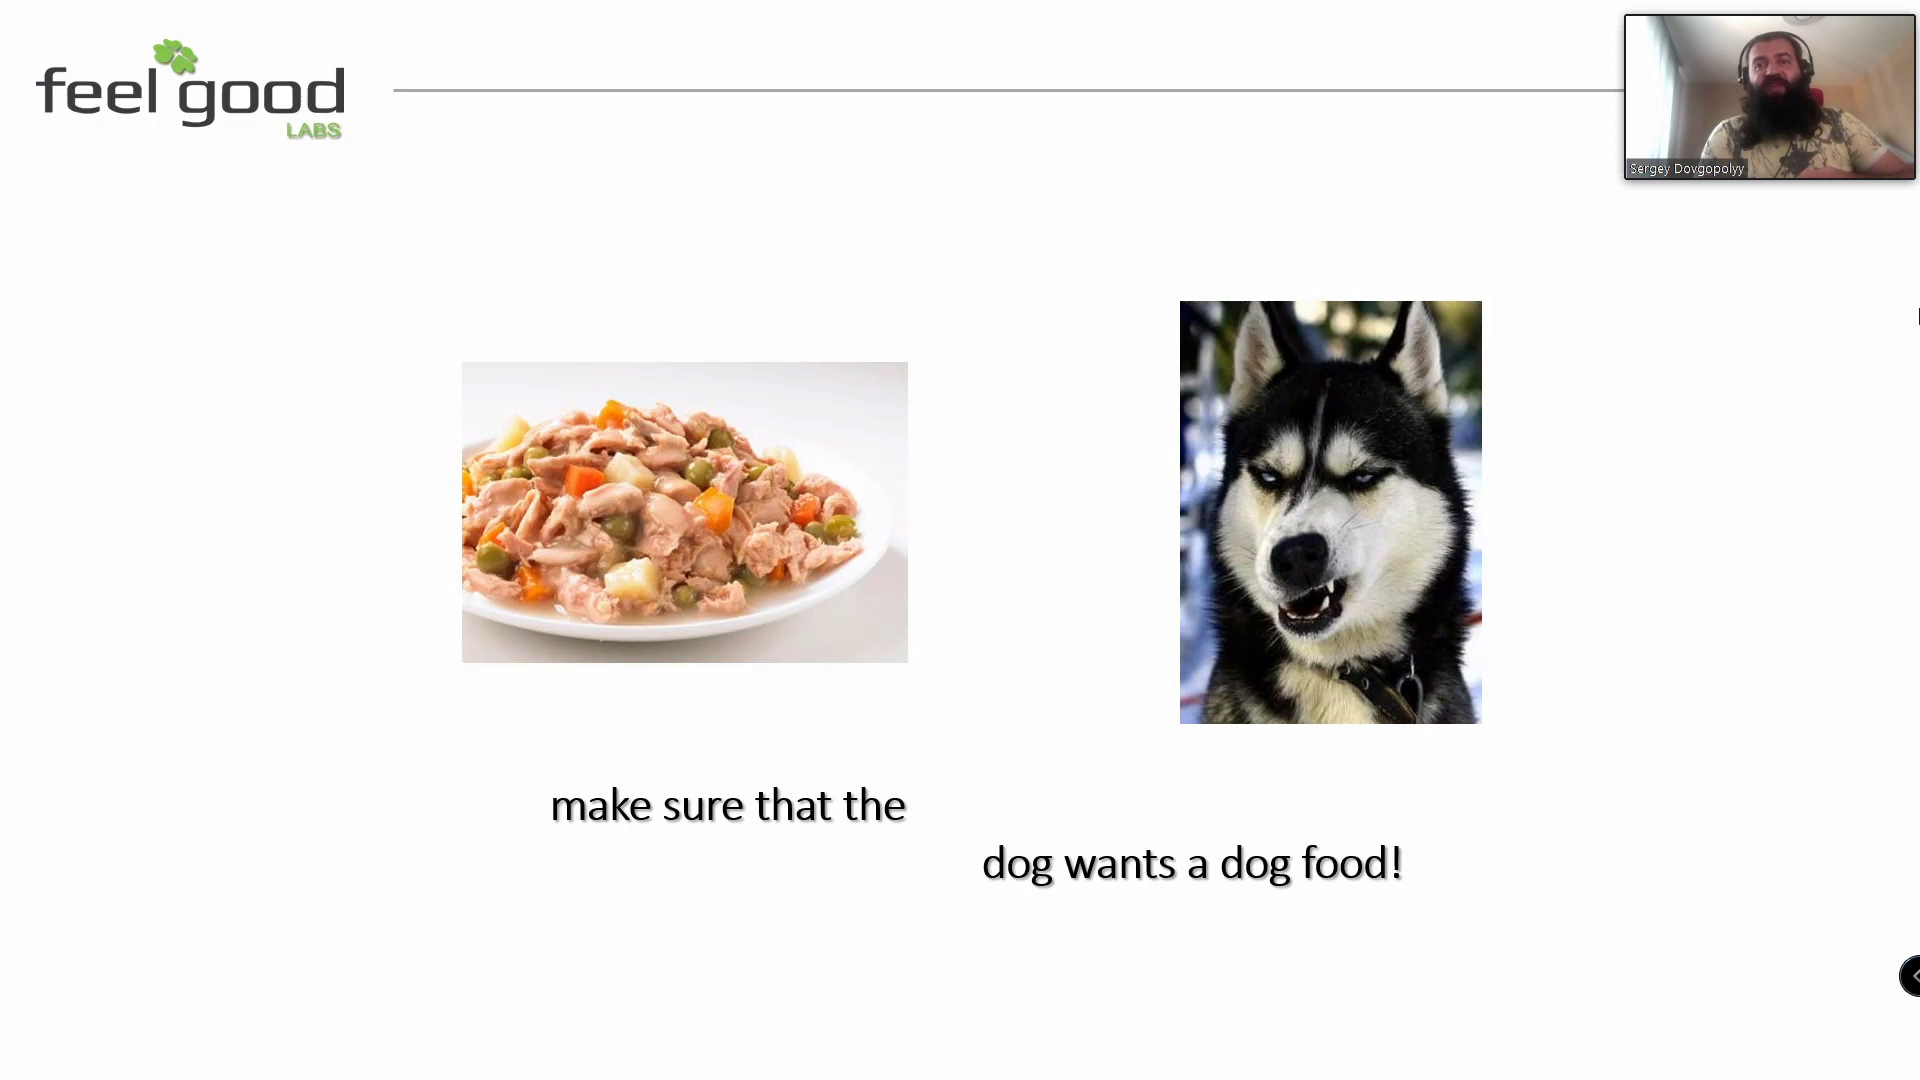 feel good
LABS
Sergey Dovgopolyy
make sure that the
dog wants a dog food!